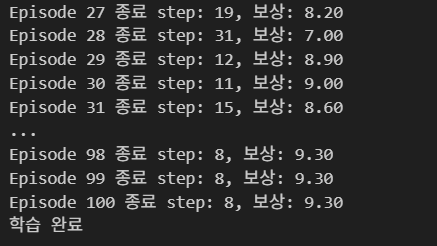 Episode 27 종료 step: 19, 보상: 8.20
Episode 28 종료 step: 31, 보상: 7.00
Episode 29 종료 step: 12, 보상: 8.90
Episode 30 종료 step: 11, 보상: 9.00
Episode 31 종료 step: 15, 보상: 8.60
...
Episode 98 종료 step: 8, 보상: 9.30
Episode 99 종료 step: 8, 보상: 9.30
Episode 100 종료 step: 8, 보상: 9.30
학습 완료